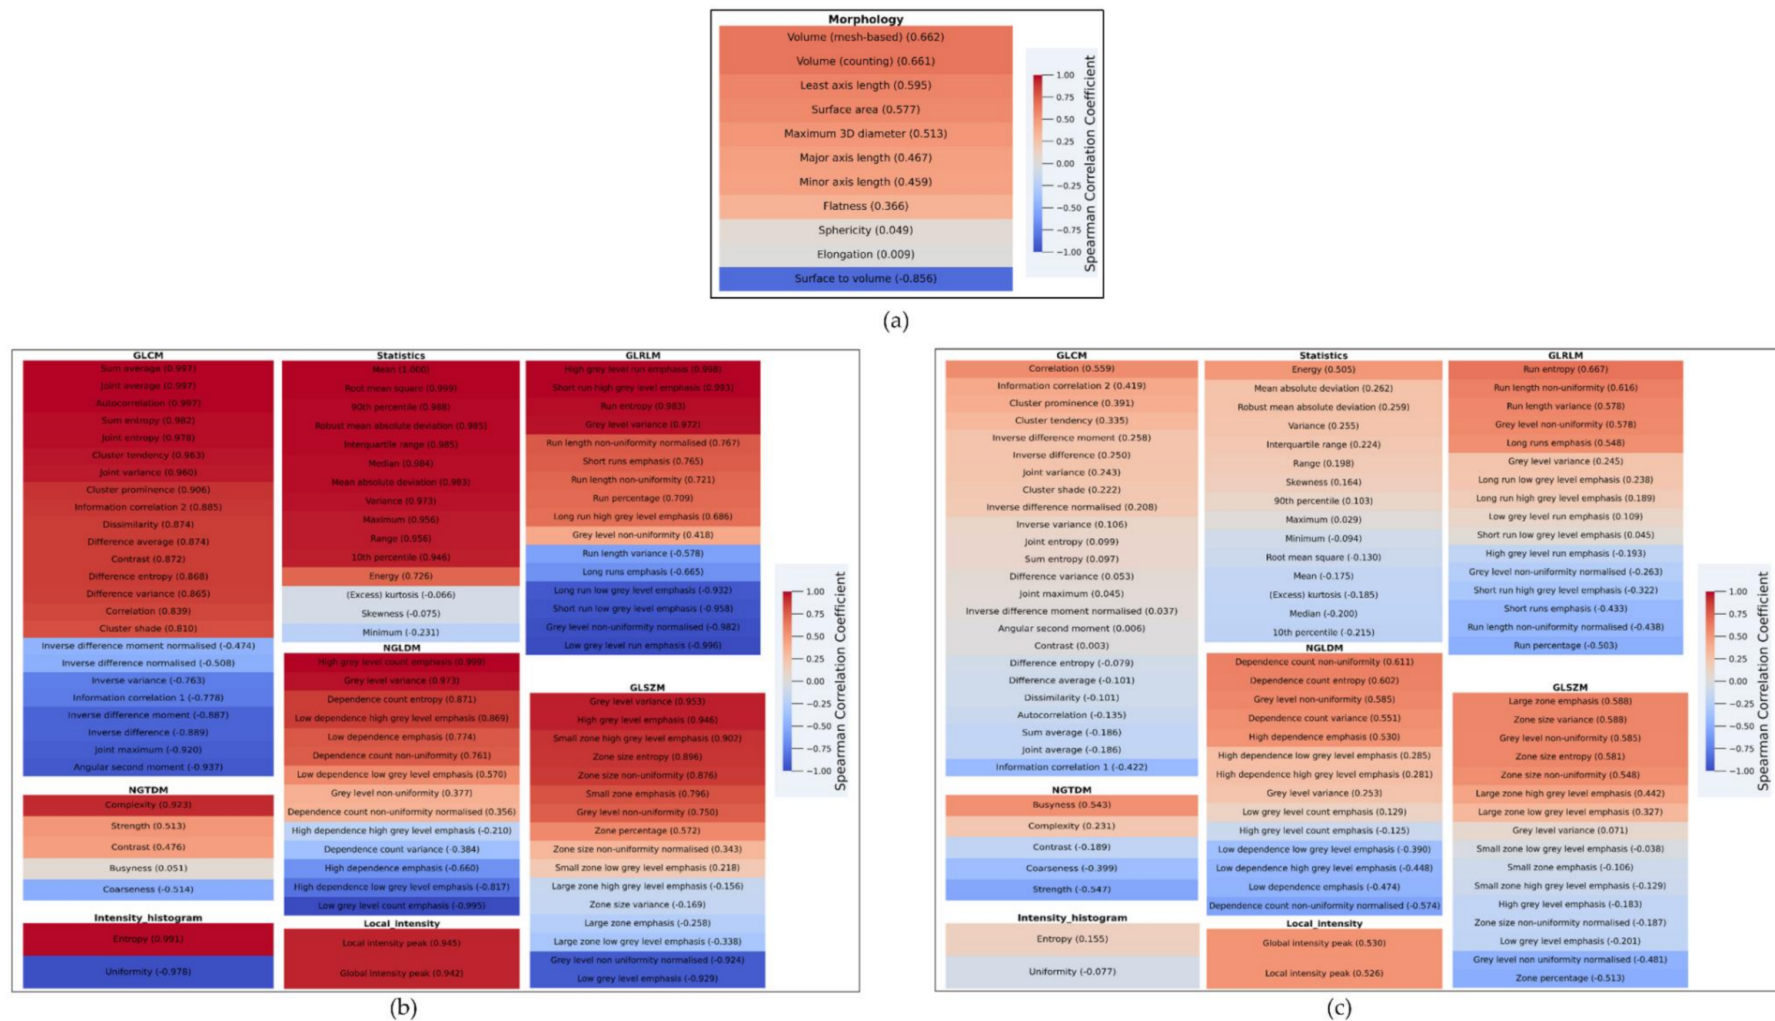 Morphology
Volume (mesh-based) (0.662)
Volume (counting) (0.661)
Least axis length (0.595)
Surface area (0.577)
Maximum 3D diameter (0.513)
Major axis length (0.467)
Minor axis length (0.459)
Flatness (0.366)
Sphericity (0.049)
Elongation (0.009)
Surface to volume (-0.856)
1.00
0.75
0.50
0.25
0.00
−0.25
−0.50
−0.75
−1.00
Spearman Correlation Coefficient
(a)
GLCM
Sum average (0.997)
Joint average (0.997)
Autocorrelation (0.997)
Sum entropy (0.982)
Joint entropy (0.978)
Cluster tendency (0.963)
Joint variance (0.960)
Cluster prominence (0.906)
Information correlation 2 (0.885)
Dissimilarity (0.874)
Difference average (0.874)
Contrast (0.872)
Difference entropy (0.868)
Difference variance (0.865)
Correlation (0.839)
Cluster shade (0.810)
Inverse difference moment normalised (-0.474)
Inverse difference normalised (-0.508)
Inverse variance (-0.763)
Information correlation 1 (-0.778)
Inverse difference moment (-0.887)
Inverse difference (-0.889)
Joint maximum (-0.920)
Angular second moment (-0.937)
NGTDM
Complexity (0.923)
Strength (0.513)
Contrast (0.476)
Busyness (0.051)
Coarseness (-0.514)
Intensity_histogram
Entropy (0.991)
Uniformity (-0.978)
Statistics
Mean (1.000)
Root mean square (0.999)
90th percentile (0.988)
Robust mean absolute deviation (0.985)
Interquartile range (0.985)
Median (0.984)
Mean absolute deviation (0.983)
Variance (0.973)
Maximum (0.956)
Range (0.956)
10th percentile (0.946)
Energy (0.726)
(Excess) kurtosis (-0.066)
Skewness (-0.075)
Minimum (-0.231)
NGLDM
High grey level count emphasis (0.999)
Grey level variance (0.973)
Dependence count entropy (0.871)
Low dependence high grey level emphasis (0.869)
Low dependence emphasis (0.774)
Dependence count non-uniformity (0.761)
Low dependence low grey level emphasis (0.570)
Grey level non-uniformity (0.377)
Dependence count non-uniformity normalised (0.356)
High dependence high grey level emphasis (-0.210)
Dependence count variance (-0.384)
High dependence emphasis (-0.660)
High dependence low grey level emphasis (-0.817)
Low grey level count emphasis (-0.995)
Local_intensity
Local intensity peak (0.945)
Global intensity peak (0.942)
GLRLM
High grey level run emphasis (0.998)
Short run high grey level emphasis (0.993)
Run entropy (0.983)
Grey level variance (0.972)
Run length non-uniformity normalised (0.767)
Short runs emphasis (0.765)
Run length non-uniformity (0.721)
Run percentage (0.709)
Long run high grey level emphasis (0.686)
Grey level non-uniformity (0.418)
Run length variance (-0.578)
Long runs emphasis (-0.665)
Long run low grey level emphasis (-0.932)
Short run low grey level emphasis (-0.958)
Grey level non-uniformity normalised (-0.982)
Low grey level run emphasis (-0.996)
GLSZM
Grey level variance (0.953)
High grey level emphasis (0.946)
Small zone high grey level emphasis (0.902)
Zone size entropy (0.896)
Zone size non-uniformity (0.876)
Small zone emphasis (0.796)
Grey level non-uniformity (0.750)
Zone percentage (0.572)
Zone size non-uniformity normalised (0.343)
Small zone low grey level emphasis (0.218)
Large zone high grey level emphasis (-0.156)
Zone size variance (-0.169)
Large zone emphasis (-0.258)
Large zone low grey level emphasis (-0.338)
Grey level non uniformity normalised (-0.924)
Low grey level emphasis (-0.929)
1.00
0.75
0.50
0.25
0.00
−0.25
−0.50
−0.75
−1.00
Spearman Correlation Coefficient
(b)
GLCM
Correlation (0.559)
Information correlation 2 (0.419)
Cluster prominence (0.391)
Cluster tendency (0.335)
Inverse difference moment (0.258)
Inverse difference (0.250)
Joint variance (0.243)
Cluster shade (0.222)
Inverse difference normalised (0.208)
Inverse variance (0.106)
Joint entropy (0.099)
Sum entropy (0.097)
Difference variance (0.053)
Joint maximum (0.045)
Inverse difference moment normalised (0.037)
Angular second moment (0.006)
Contrast (0.003)
Difference entropy (-0.079)
Difference average (-0.101)
Dissimilarity (-0.101)
Autocorrelation (-0.135)
Sum average (-0.186)
Joint average (-0.186)
Information correlation 1 (-0.422)
NGTDM
Busyness (0.543)
Complexity (0.231)
Contrast (-0.189)
Coarseness (-0.399)
Strength (-0.547)
Intensity_histogram
Entropy (0.155)
Uniformity (-0.077)
Statistics
Energy (0.505)
Mean absolute deviation (0.262)
Robust mean absolute deviation (0.259)
Variance (0.255)
Interquartile range (0.224)
Range (0.198)
Skewness (0.164)
90th percentile (0.103)
Maximum (0.029)
Minimum (-0.094)
Root mean square (-0.130)
Mean (-0.175)
(Excess) kurtosis (-0.185)
Median (-0.200)
10th percentile (-0.215)
NGLDM
Dependence count non-uniformity (0.611)
Dependence count entropy (0.602)
Grey level non-uniformity (0.585)
Dependence count variance (0.551)
High dependence emphasis (0.530)
High dependence low grey level emphasis (0.285)
High dependence high grey level emphasis (0.281)
Grey level variance (0.253)
Low grey level count emphasis (0.129)
High grey level count emphasis (-0.125)
Low dependence low grey level emphasis (-0.390)
Low dependence high grey level emphasis (-0.448)
Low dependence emphasis (-0.474)
Dependence count non-uniformity normalised (-0.574)
Local_intensity
Global intensity peak (0.530)
Local intensity peak (0.526)
GLRLM
Run entropy (0.667)
Run length non-uniformity (0.616)
Run length variance (0.578)
Grey level non-uniformity (0.578)
Long runs emphasis (0.548)
Grey level variance (0.245)
Long run low grey level emphasis (0.238)
Long run high grey level emphasis (0.189)
Low grey level run emphasis (0.109)
Short run low grey level emphasis (0.045)
High grey level run emphasis (-0.193)
Grey level non-uniformity normalised (-0.263)
Short run high grey level emphasis (-0.322)
Short runs emphasis (-0.433)
Run length non-uniformity normalised (-0.438)
Run percentage (-0.503)
GLSZM
Large zone emphasis (0.588)
Zone size variance (0.588)
Grey level non-uniformity (0.585)
Zone size entropy (0.581)
Zone size non-uniformity (0.548)
Large zone high grey level emphasis (0.442)
Large zone low grey level emphasis (0.327)
Grey level variance (0.071)
Small zone low grey level emphasis (-0.038)
Small zone emphasis (-0.106)
Small zone high grey level emphasis (-0.129)
High grey level emphasis (-0.183)
Zone size non-uniformity normalised (-0.187)
Low grey level emphasis (-0.201)
Grey level non uniformity normalised (-0.481)
Zone percentage (-0.513)
1.00
0.75
0.50
0.25
0.00
−0.25
−0.50
−0.75
−1.00
Spearman Correlation Coefficient
(c)